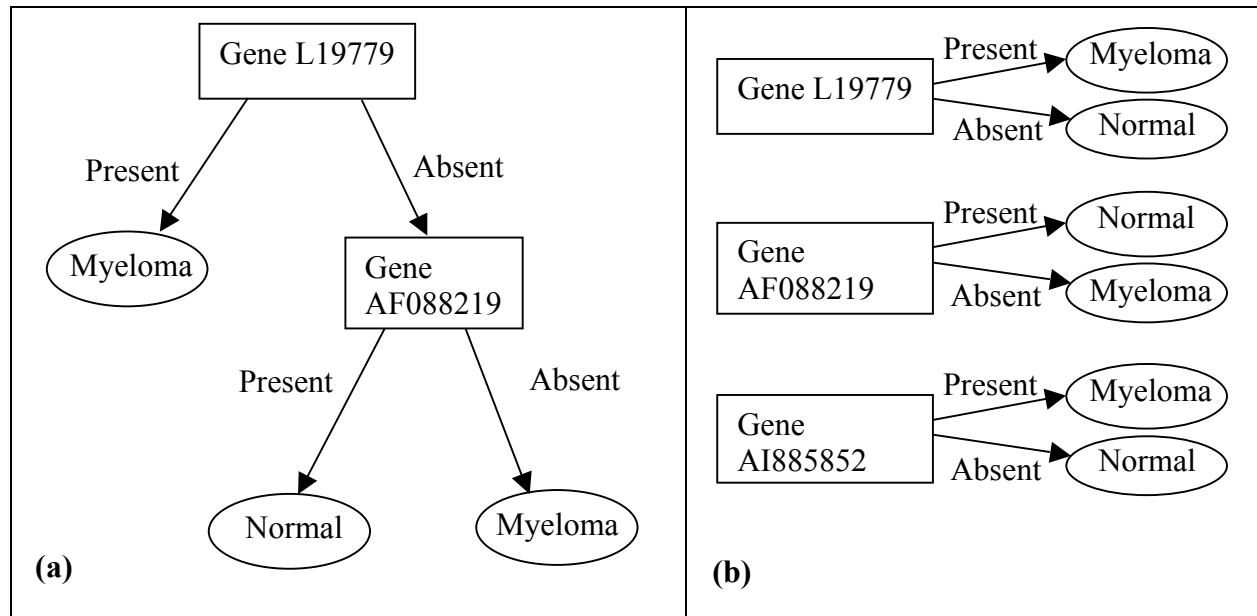 Gene L19779
Present
Absent
Myeloma
Gene
AF088219
Present
Absent
Normal
Myeloma
(a)
Gene L19779
Present
Myeloma
Absent
Normal
Gene
AF088219
Present
Normal
Absent
Myeloma
Gene
AI885852
Present
Myeloma
Absent
Normal
(b)